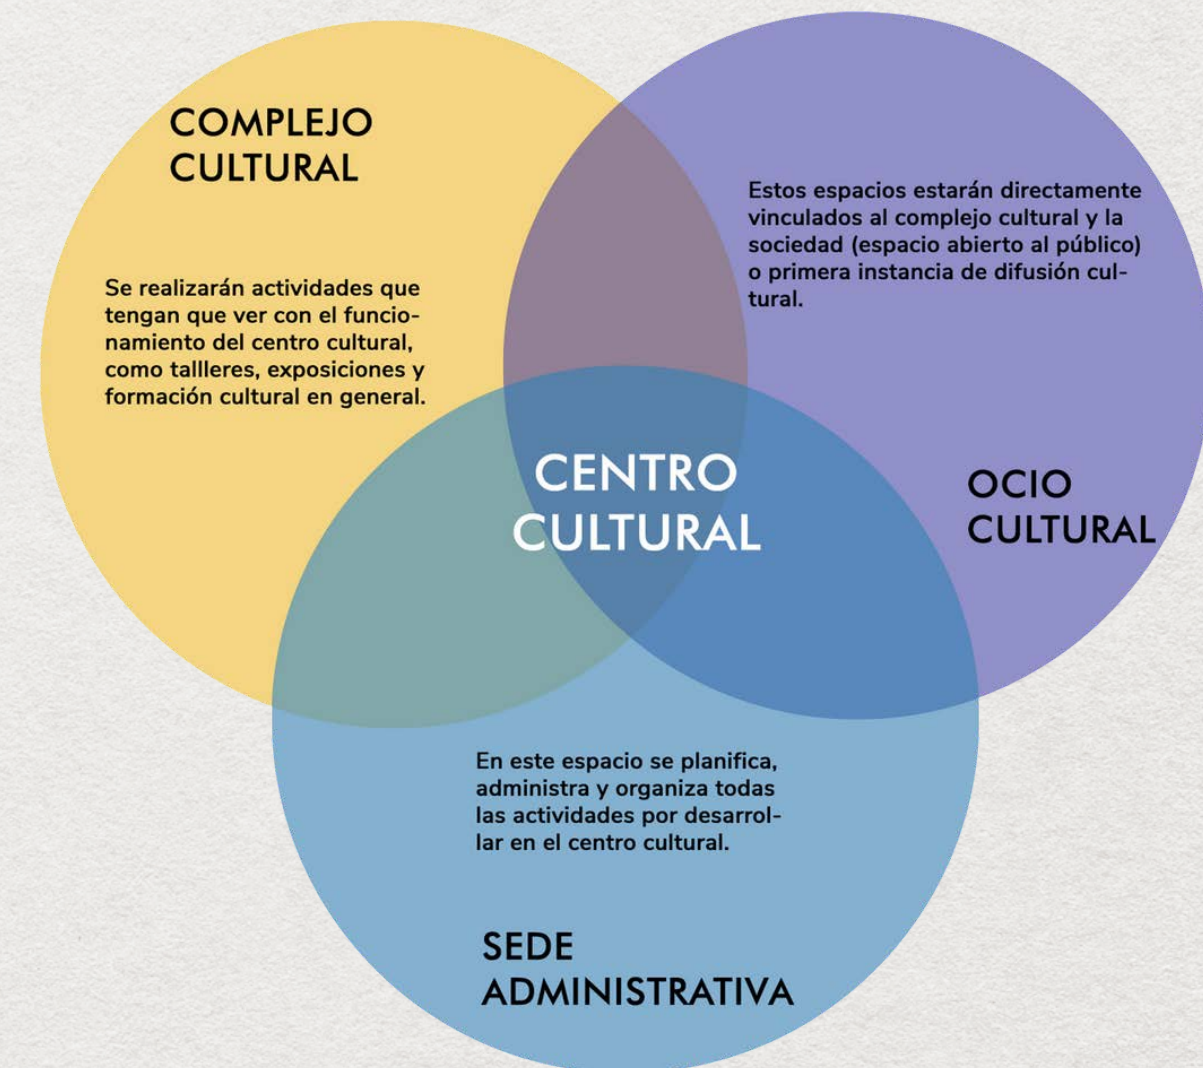 COMPLEJO
CULTURAL
Se realizarán actividades que
tengan que ver con el funcio-
namiento del centro cultural,
como tallleres, exposiciones y
formación cultural en general.
Estos espacios estarán directamente
vinculados al complejo cultural y la
sociedad (espacio abierto al público)
o primera instancia de difusión cul-
tural.
OCIO
CULTURAL
CENTRO
CULTURAL
En este espacio se planifica,
administra y organiza todas
las actividades por desarrol-
lar en el centro cultural.
SEDE
ADMINISTRATIVA